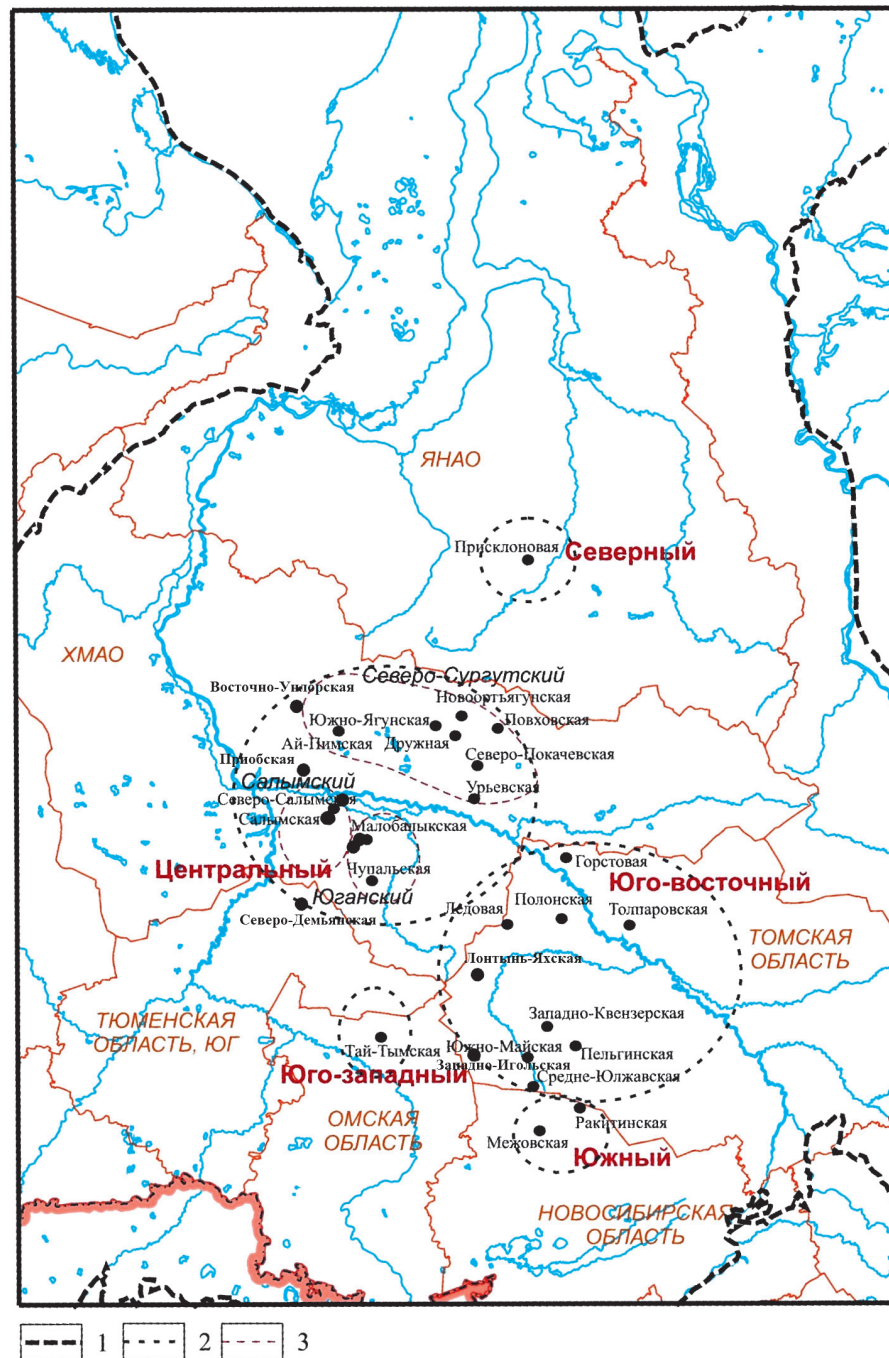 ЯНАО
Присклоновая
Северный
ХМАО
Северо-Сургутский
Восточно-Унлорская
Новоортьягунская
Южно-Ягунская
Повховская
Ай-Пимская
Дружная
Северо-Покачевская
Приобская
Салымский
Урьевская
Северо-Салымская
Салымская
Малобалыкская
Центральный
Чупальская
Горстовая
Юго-восточный
Юганский
Северо-Демьянская
Ледовая
Полонская
Толпаровская
ТОМСКАЯ
ОБЛАСТЬ
Лонтынь-Яхская
ТЮМЕНСКАЯ
ОБЛАСТЬ, ЮГ
Западно-Квензерская
Тай-Тымская
Южно-Майская
Пельгинская
Западно-Игольская
Юго-западный
Средне-Юлжавская
ОМСКАЯ
ОБЛАСТЬ
Ракитинская
Межовская
Южный
НОВОСИБИРСКАЯ
ОБЛАСТЬ
1 2 3